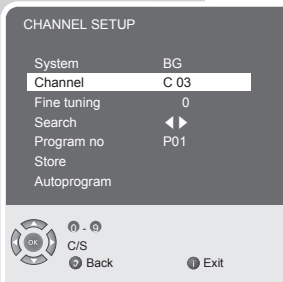 CHANNEL SETUP
System BG
Channel C 03
Fine tuning 0
Search ◀ ▶
Program no P01
Store
Autoprogram
0 - 9
OK
C/S
Back i Exit